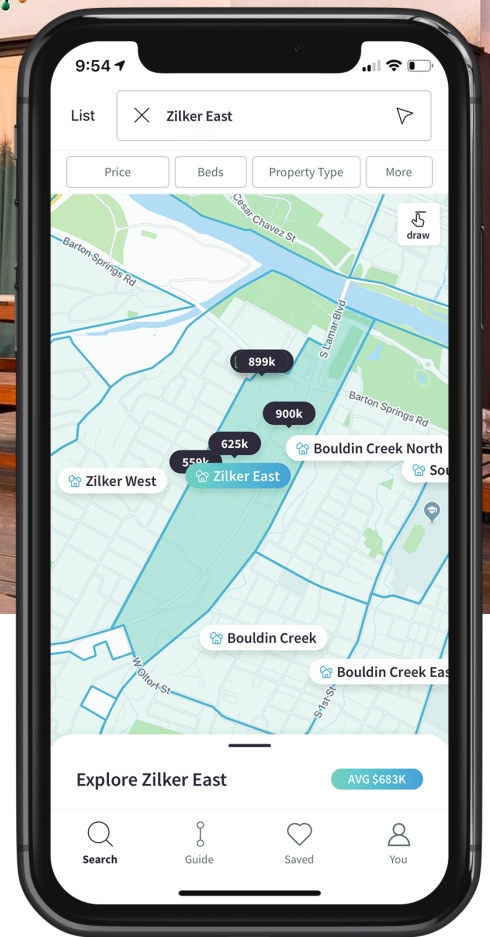 9:54
List
Zilker East
Price
Beds
Property Type
More
draw
Cesar Chavez St
Barton Springs Rd
S Lamar Blvd
899k
Barton Springs Rd
900k
625k
Bouldin Creek North
559k
Sou
Zilker East
Zilker West
Bouldin Creek
Bouldin Creek Eas
W Oltorf St
S 1st St
Explore Zilker East
AVG $683K
Search
Guide
Saved
You